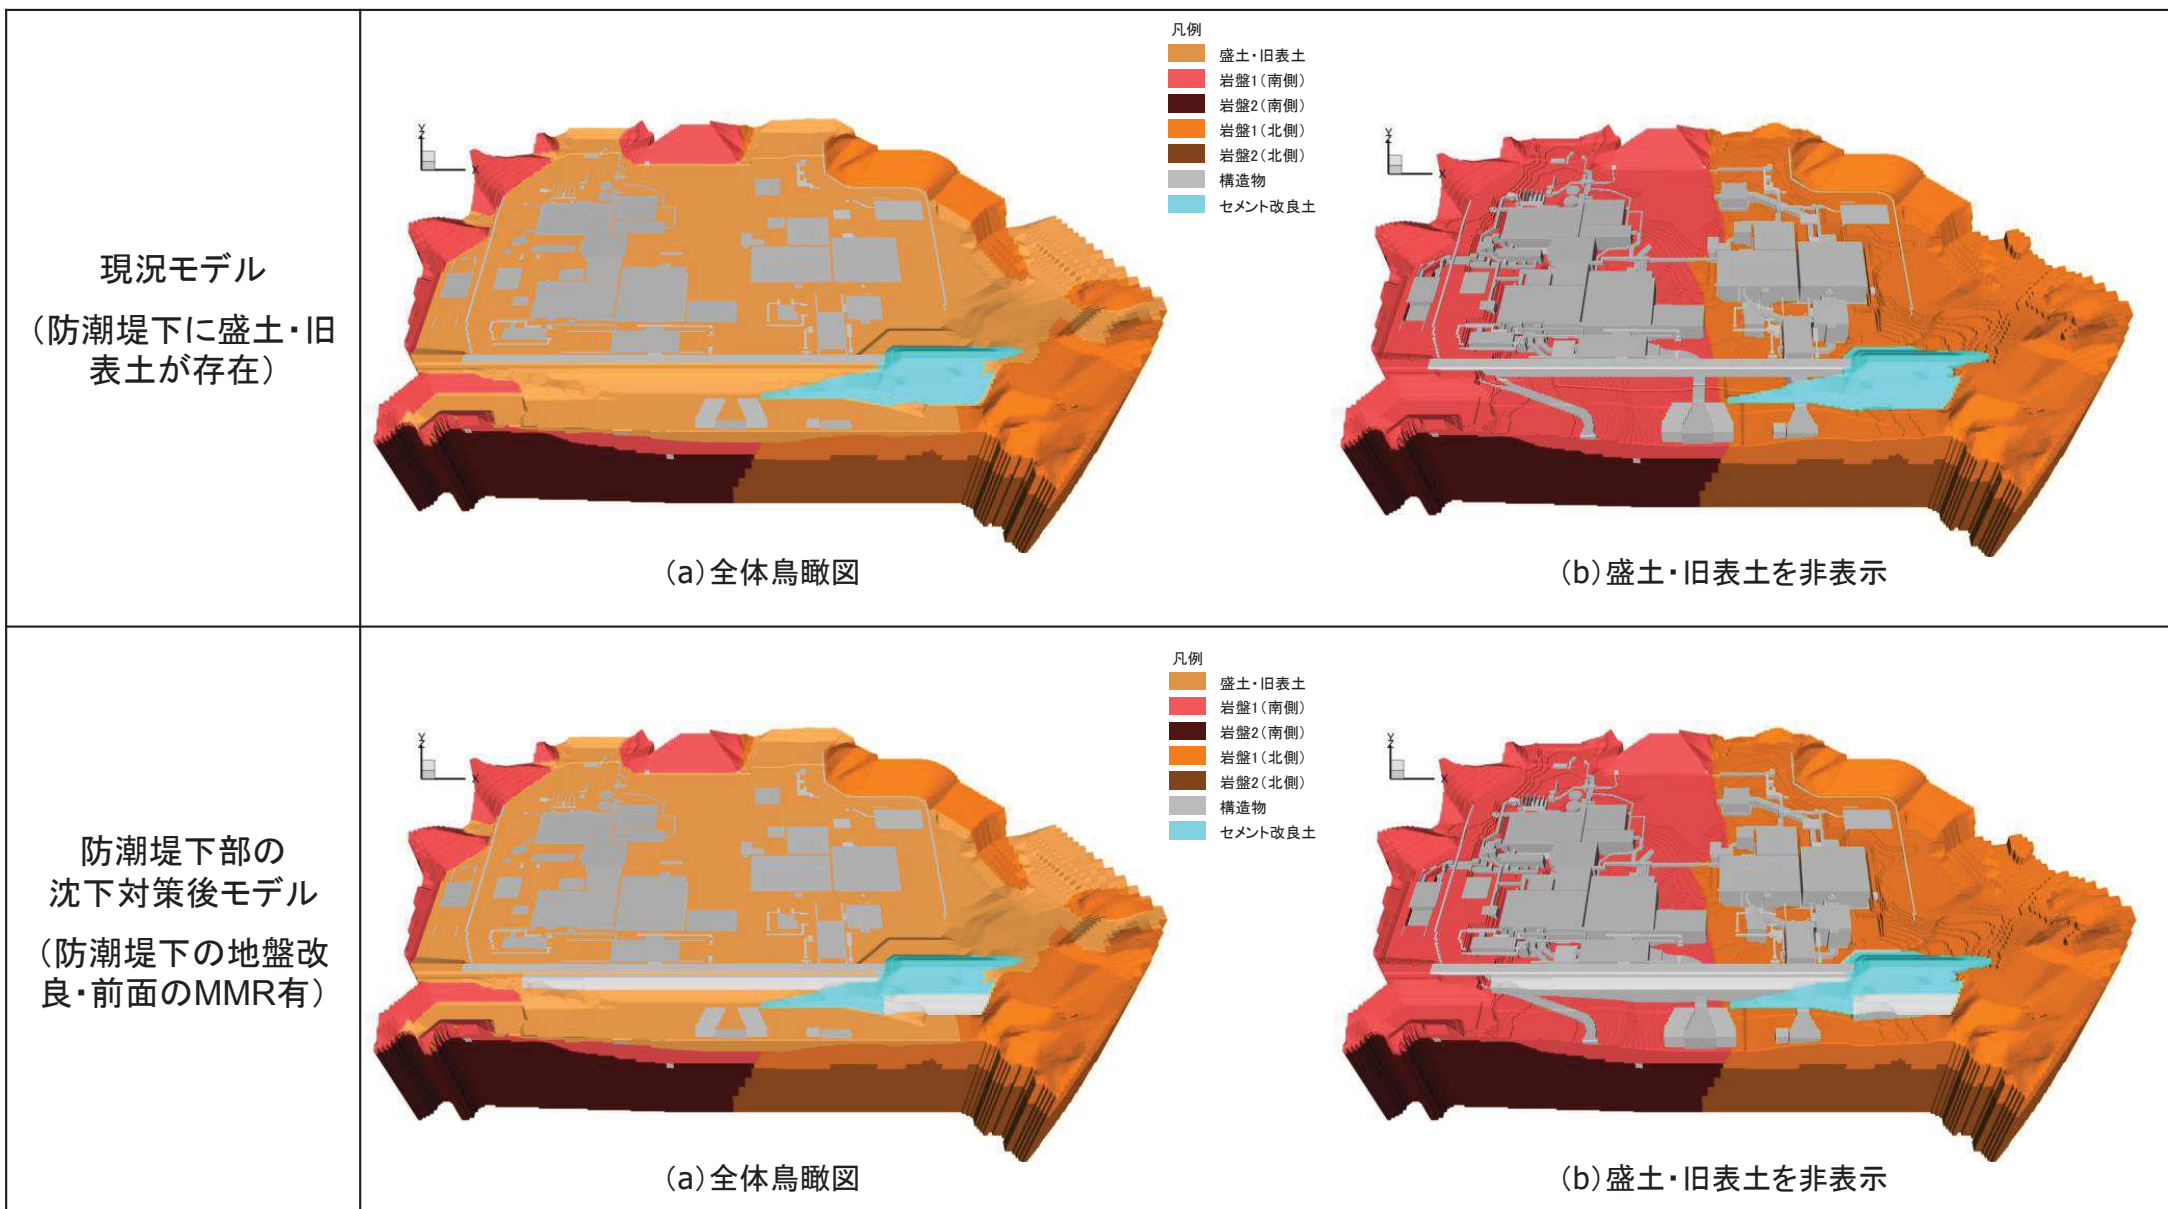 現況モデル
(防潮堤下に盛土・旧
表土が存在)
凡例
盛土・旧表土
岩盤1(南側)
岩盤2(南側)
岩盤1(北側)
岩盤2(北側)
構造物
セメント改良土
Y
Z
X
Y
Z
X
(a)全体鳥瞰図
(b)盛土・旧表土を非表示
防潮堤下部の
沈下対策後モデル
(防潮堤下の地盤改
良・前面のMMR有)
凡例
盛土・旧表土
岩盤1(南側)
岩盤2(南側)
岩盤1(北側)
岩盤2(北側)
構造物
セメント改良土
Y
Z
X
Y
Z
X
(a)全体鳥瞰図
(b)盛土・旧表土を非表示